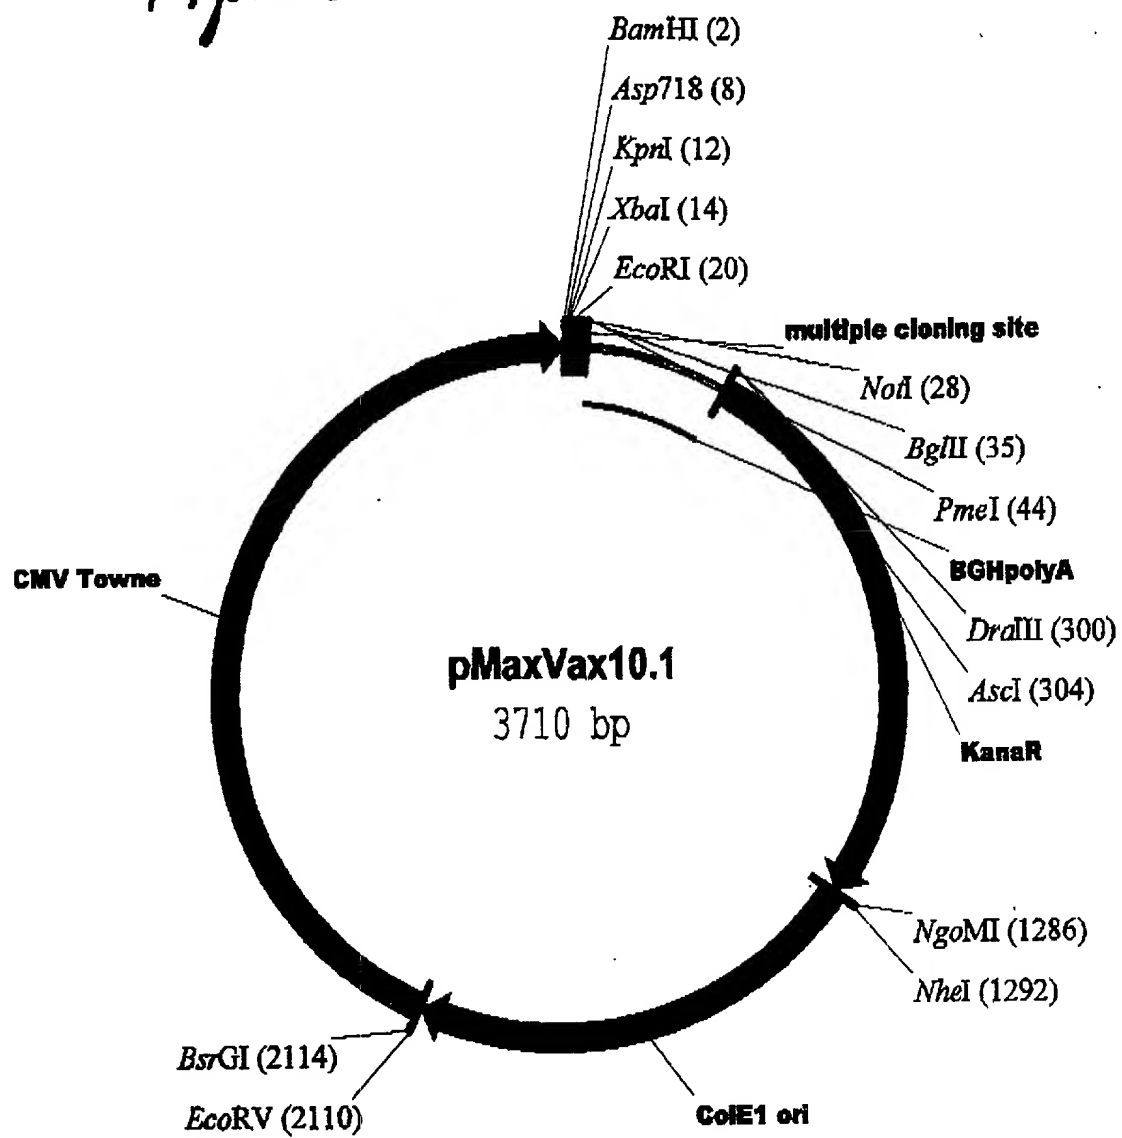 BamHI (2)
Asp718 (8)
KpnI (12)
XbaI (14)
EcoRI (20)
multiple cloning site
NotI (28)
BglII (35)
PmeI (44)
BGHpolyA
DraIII (300)
AscI (304)
KanaR
CMV Towne
pMaxVax10.1
3710 bp
NgoMI (1286)
NheI (1292)
BsrGI (2114)
EcoRV (2110)
ColE1 ori